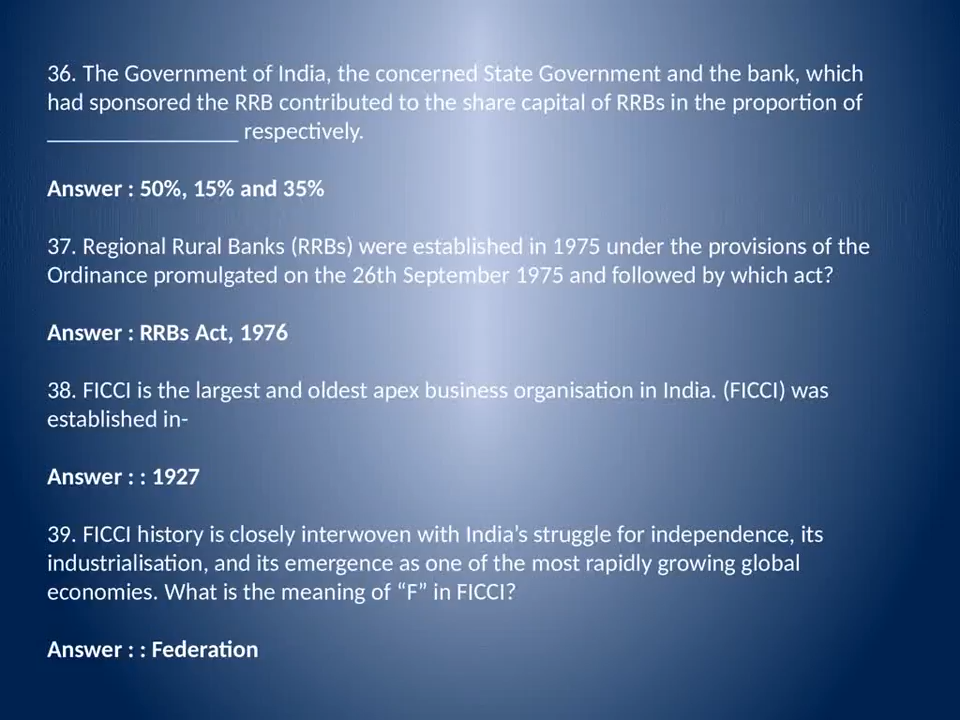 36. The Government of India, the concerned State Government and the bank, which
had sponsored the RRB contributed to the share capital of RRBs in the proportion of
________________ respectively.
Answer : 50%, 15% and 35%
37. Regional Rural Banks (RRBs) were established in 1975 under the provisions of the
Ordinance promulgated on the 26th September 1975 and followed by which act?
Answer : RRBs Act, 1976
38. FICCI is the largest and oldest apex business organisation in India. (FICCI) was
established in-
Answer : : 1927
39. FICCI history is closely interwoven with India’s struggle for independence, its
industrialisation, and its emergence as one of the most rapidly growing global
economies. What is the meaning of “F” in FICCI?
Answer : : Federation